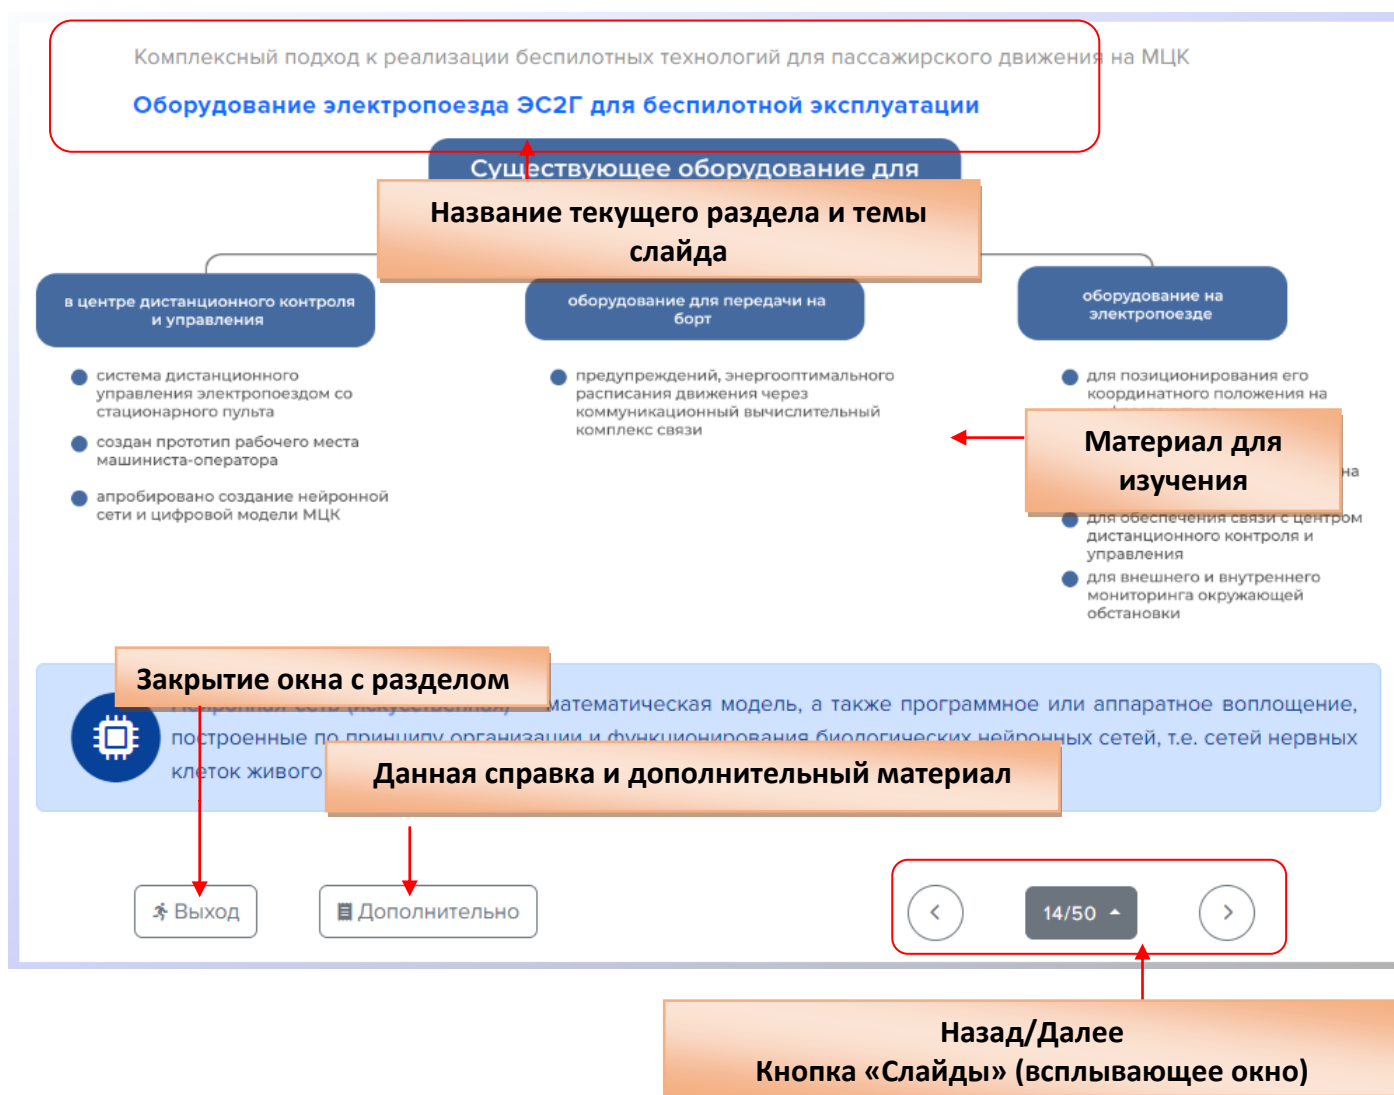 Комплексный подход к реализации беспилотных технологий для пассажирского движения на МЦК
Оборудование электропоезда ЭС2Г для беспилотной эксплуатации
Существующее оборудование для
Название текущего раздела и темы
слайда
в центре дистанционного контроля
и управления
система дистанционного
управления электропоездом со
стационарного пульта
создан прототип рабочего места
машиниста-оператора
апробировано создание нейронной
сети и цифровой модели МЦК
оборудование для передачи на
борт
предупреждений, энергооптимального
расписания движения через
коммуникационный вычислительный
комплекс связи
оборудование на
электропоезде
для позиционирования его
координатного положения на
на
для обеспечения связи с центром
дистанционного контроля и
управления
для внешнего и внутреннего
мониторинга окружающей
обстановки
Материал для
изучения
Закрытие окна с разделом
математическая модель, а также программное или аппаратное воплощение,
построенные по принципу организации и функционирования биологических нейронных сетей, т.е. сетей нервных
клеток живого
Данная справка и дополнительный материал
Выход
Дополнительно
14/50
Назад/Далее
Кнопка «Слайды» (всплывающее окно)